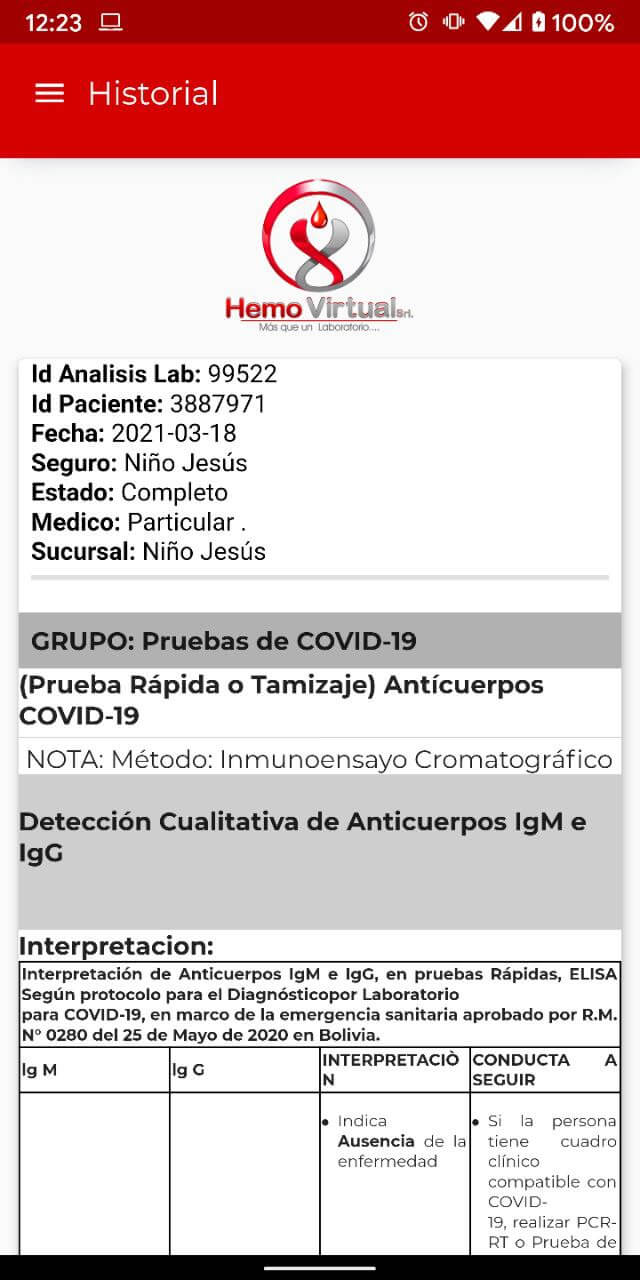 12:23
100%
Historial
Hemo Virtual Srl.
Más que un Laboratorio....
Id Analisis Lab: 99522
Id Paciente: 3887971
Fecha: 2021-03-18
Seguro: Niño Jesús
Estado: Completo
Medico: Particular .
Sucursal: Niño Jesús
GRUPO: Pruebas de COVID-19
(Prueba Rápida o Tamizaje) Antícuerpos
COVID-19
NOTA: Método: Inmunoensayo Cromatográfico
Detección Cualitativa de Anticuerpos IgM e
IgG
Interpretacion:
Interpretación de Anticuerpos IgM e IgG, en pruebas Rápidas, ELISA
Según protocolo para el Diagnósticopor Laboratorio
para COVID-19, en marco de la emergencia sanitaria aprobado por R.M.
N° 0280 del 25 de Mayo de 2020 en Bolivia.
Ig M
Ig G
INTERPRETACIÒ
N
CONDUCTA A
SEGUIR
• Indica
Ausencia de la
enfermedad
• Si la persona
tiene cuadro
clínico
compatible con
COVID-
19, realizar PCR-
RT o Prueba de